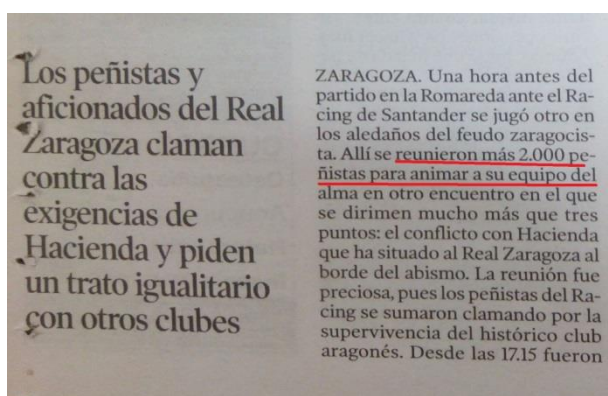 Los peñistas y
aficionados del Real
Zaragoza claman
contra las
exigencias de
Hacienda y piden
un trato igualitario
con otros clubes
ZARAGOZA. Una hora antes del
partido en la Romareda ante el Ra-
cing de Santander se jugó otro en
los aledaños del feudo zaragocis-
ta. Allí se reunieron más 2.000 pe-
ñistas para animar a su equipo del
alma en otro encuentro en el que
se dirimen mucho más que tres
puntos: el conflicto con Hacienda
que ha situado al Real Zaragoza al
borde del abismo. La reunión fue
preciosa, pues los peñistas del Ra-
cing se sumaron clamando por la
supervivencia del histórico club
aragonés. Desde las 17.15 fueron